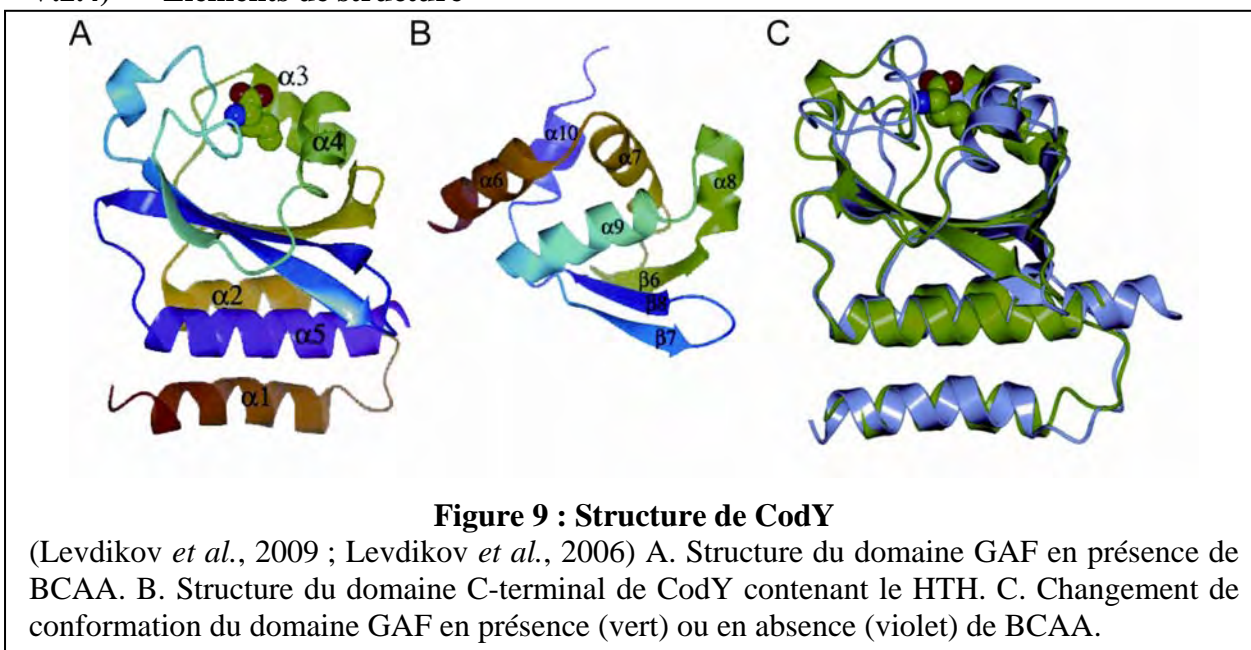 A
B
C
α3
α4
α2
α5
α1
α10
α6
α7
α8
α9
β6
β8
β7
Figure 9 : Structure de CodY
(Levdikov et al., 2009 ; Levdikov et al., 2006) A. Structure du domaine GAF en présence de
BCAA. B. Structure du domaine C-terminal de CodY contenant le HTH. C. Changement de
conformation du domaine GAF en présence (vert) ou en absence (violet) de BCAA.